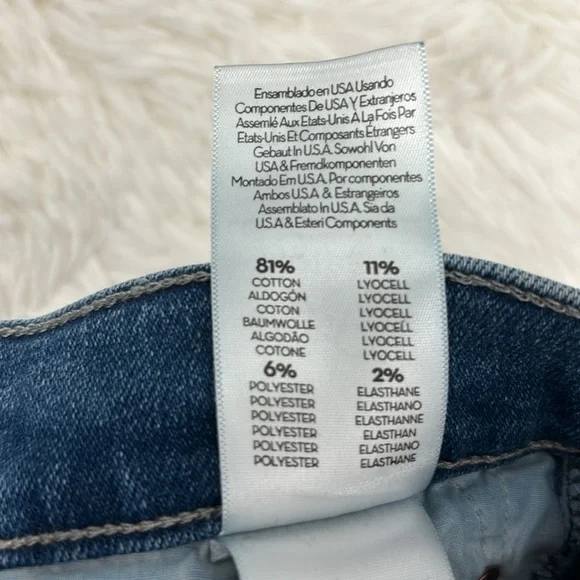 Ensamblado en USA Usando
Componentes De USA Y Extranjeros
Assemlé Aux Etats-Unis A La Fois Par
Etats-Unis Et Composants Étrangers
Gebaut In U.S.A. Sowohl Von
USA & Fremdkomponenten
Montado Em U.S.A. Por componentes
Ambos U.S.A & Estrangeiros
Assemblato In U.S.A. Sia da
U.S.A & Esteri Components
81% 11%
COTTON LYOCELL
ALDOGÓN LYOCELL
COTON LYOCELL
BAUMWOLLE LYOCELL
ALGODÃO LYOCELL
COTONE LYOCELL
6% 2%
POLYESTER ELASTHANE
POLYESTER ELASTHANO
POLYESTER ELASTHANNE
POLYESTER ELASTHAN
POLYESTER ELASTHANO
POLYESTER ELASTHANE